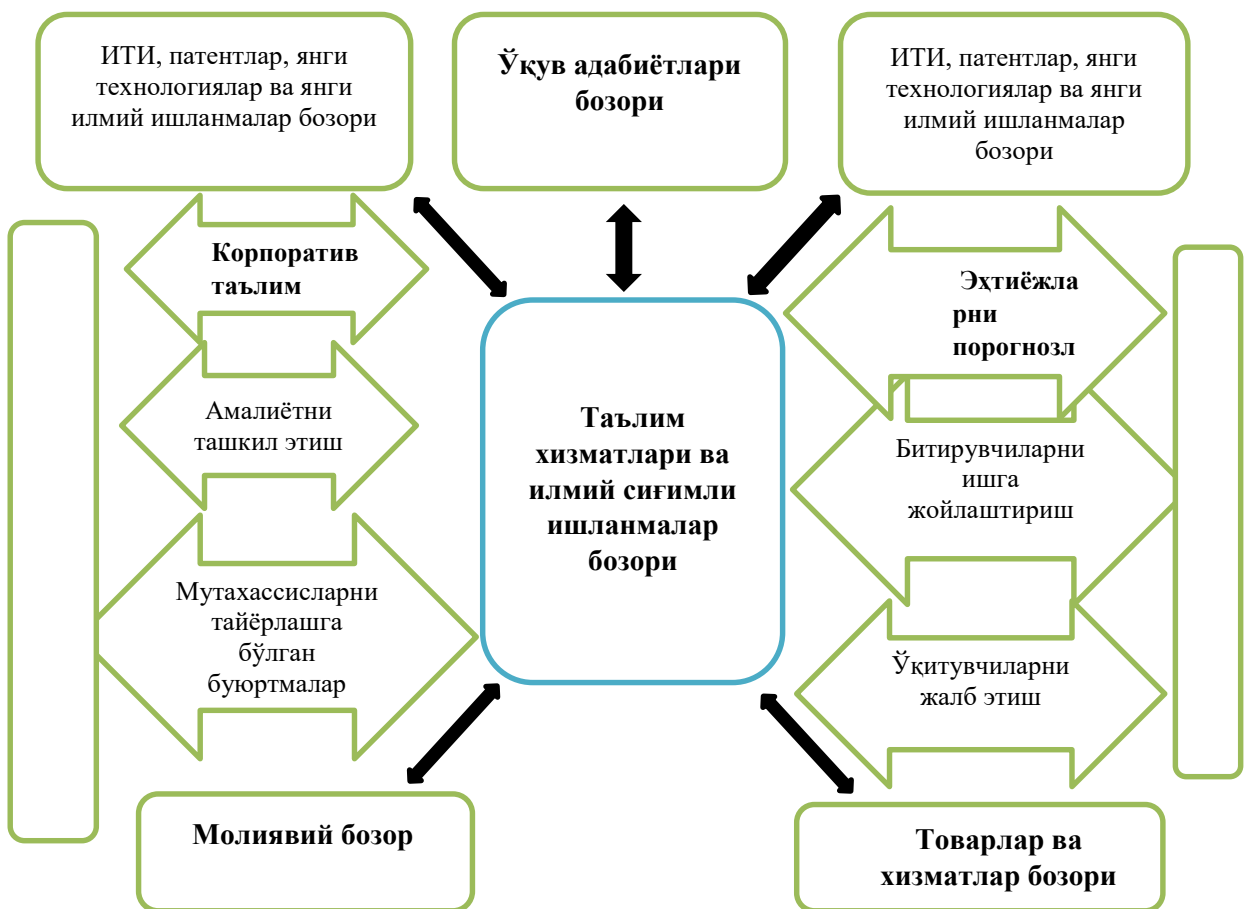 ИТИ, патентлар, янги
технологиялар ва янги
илмий ишланмалар бозори
Ўқув адабиётлари
бозори
ИТИ, патентлар, янги
технологиялар ва янги
илмий ишланмалар
бозори
Корпоратив
таълим
Эҳтиёжла
рни
порогнозл
Амалиётни
ташкил этиш
Таълим
хизматлари ва
илмий сиғимли
ишланмалар
бозори
Битирувчиларни
ишга
жойлаштириш
Мутахассисларни
тайёрлашга
бўлган
буюртмалар
Ўқитувчиларни
жалб этиш
Молиявий бозор
Товарлар ва
хизматлар бозори